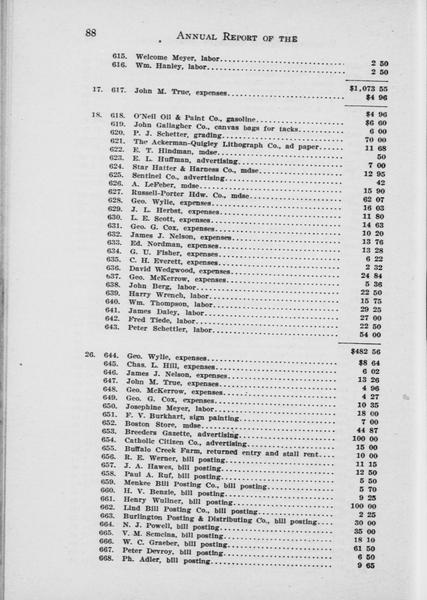 88 ANNUAL REPORT OF THE
615. Welcome Meyer, labor 2 50
616. Wm. Hanley, labor 2 50
$1,073 55
17. 617. John M. True, expenses $4 96
$4 96
18. 618. O'Neil Oil & Paint Co., gasoline $6 60
619. John Gallagher Co., canvas bags for tacks 6 00
620. P. J. Schetter, grading 70 00
621. The Ackerman-Quigley Lithograph Co., ad paper 11 68
622. E. T. Hindman, mdse 50
623. E. L. Huffman, advertising 7 00
624. Star Hatter & Harness Co., mdse 12 95
625. Sentinel Co., advertising 42
626. A. LeFeber, mdse 15 90
627. Russell-Porter Hdw. Co., mdse 62 07
628. Geo. Wylie, expenses 16 03
629. J. L. Herbst, expenses 11 80
630. L. E. Scott, expenses 14 63
631. Geo. G. Cox, expenses 10 20
632. James J. Nelson, expenses 13 76
633. Ed. Nordman, expenses 13 28
634. G. U. Fisher, expenses 6 22
635. C. H. Everett, expenses 2 32
636. David Wedgwood, expenses 24 84
637. Geo. McKerrow, expenses 5 36
638. John Berg, labor 22 50
639. Harry Wrench, labor 15 75
640. Wm. Thompson, labor 29 25
641. James Daley, labor 27 00
642. Fred Tiede, labor 22 50
643. Peter Schettler, labor 54 00
$482 56
26. 644. Geo. Wylie, expenses $8 64
645. Chas. L. Hill, expenses 6 02
646. James J. Nelson, expenses 13 26
647. John M. True, expenses 4 96
648. Geo. McKerrow, expenses 4 27
649. Geo. G. Cox, expenses 10 35
650. Josephine Meyer, labor 18 00
651. F. V. Burkhart, sign painting 7 00
652. Boston Store, mdse 44 87
653. Breeders Gazette, advertising 100 00
654. Catholic Citizen Co., advertising 15 00
655. Buffalo Creek Farm, returned entry and stall rent 10 00
656. R. E. Werner, bill posting 11 15
657. J. A. Hawes, bill posting 12 50
658. Paul A. Ruf, bill posting 5 50
659. Menkee Bill Posting Co., bill posting 5 70
660. H. V. Benzie, bill posting 9 25
661. Henry Wullner, bill posting 100 00
662. Lind Bill Posting Co., bill posting 2 25
663. Burlington Posting & Distributing Co., bill posting 30 00
664. N. J. Powell, bill posting 35 00
665. V. M. Semcina, bill posting 18 10
666. W. C. Graeber, bill posting 61 50
667. Peter Devroy, bill posting 6 50
668. Ph. Adler, bill posting 9 65